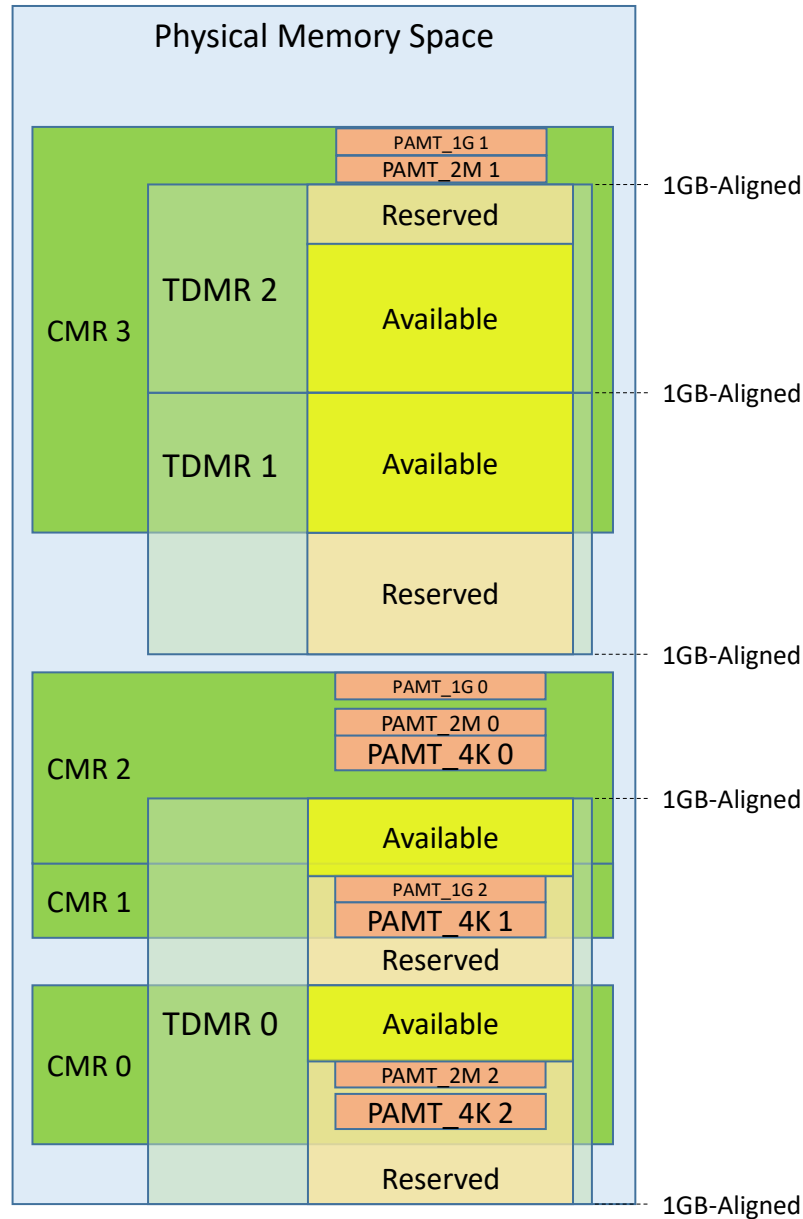 Physical Memory Space
PAMT_1G 1
PAMT_2M 1
1GB-Aligned
Reserved
TDMR 2
Available
CMR 3
1GB-Aligned
TDMR 1
Available
Reserved
1GB-Aligned
PAMT_1G 0
PAMT_2M 0
PAMT_4K 0
CMR 2
1GB-Aligned
Available
PAMT_1G 2
CMR 1
PAMT_4K 1
Reserved
TDMR 0
Available
CMR 0
PAMT_2M 2
PAMT_4K 2
Reserved
1GB-Aligned